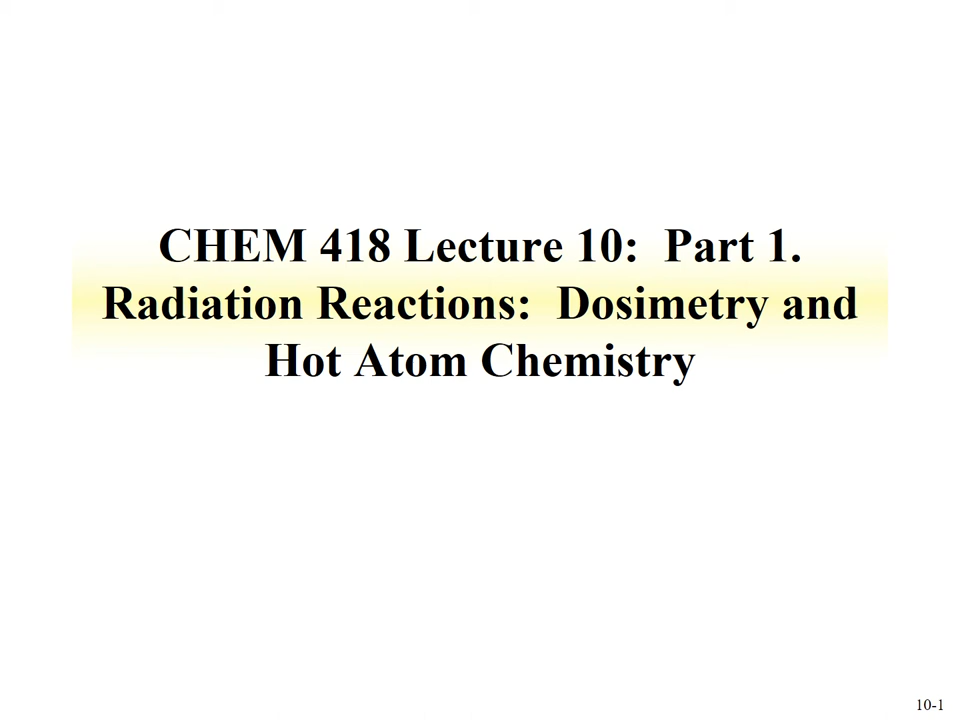 CHEM 418 Lecture 10: Part 1.
Radiation Reactions: Dosimetry and
Hot Atom Chemistry
10-1